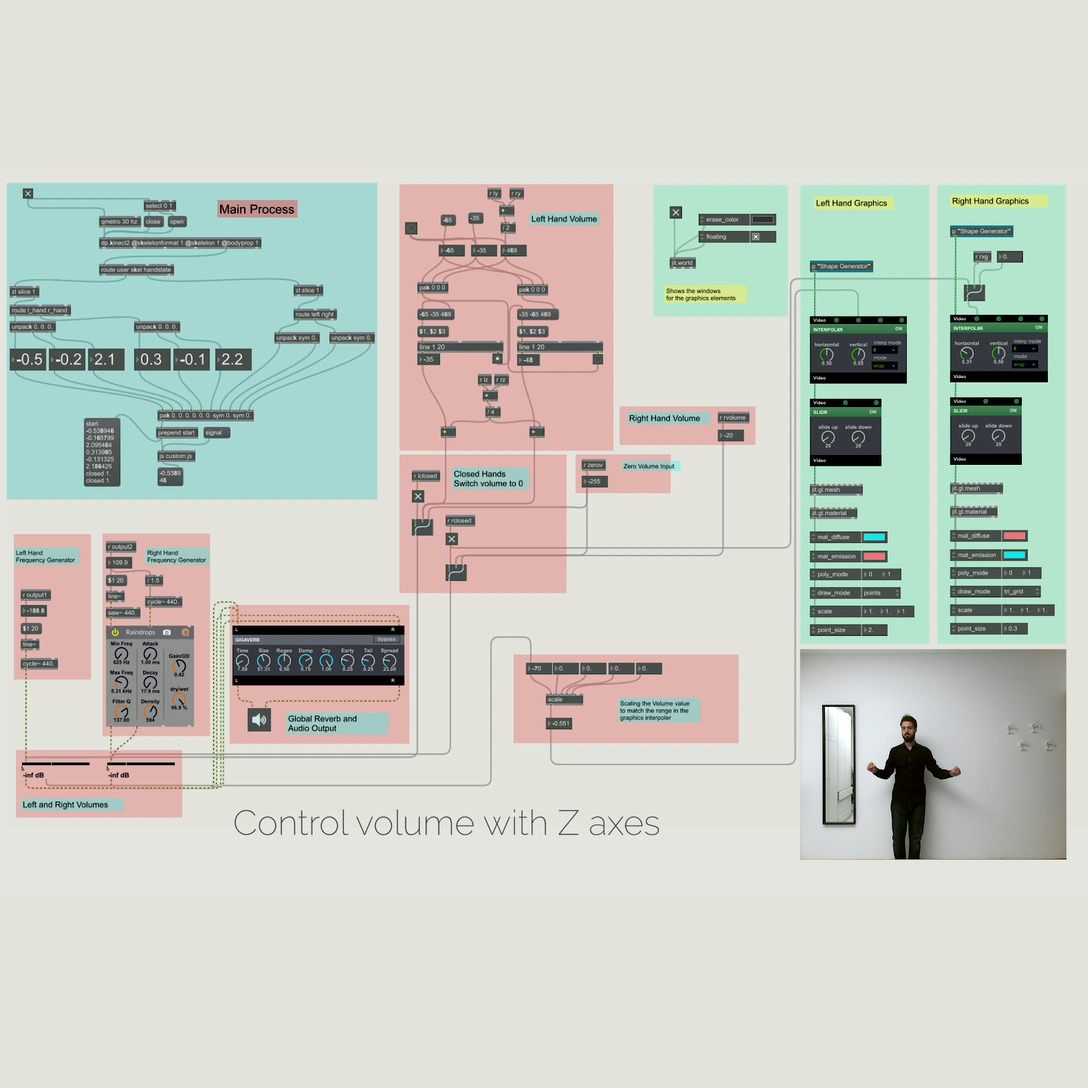 select 0 1
Main Process
qmetro 30 hz
close
open
dp.kinect2 @skeletonformat 1 @skeleton 1 @bodyprop 1
route user skel handstate
zl slice 1
zl slice 1
route l_hand r_hand
route left right
unpack 0. 0. 0.
unpack 0. 0. 0.
unpack sym 0.
unpack sym 0.
-0.5
-0.2
2.1
0.3
-0.1
2.2
pak 0. 0. 0. 0. 0. 0. sym 0. sym 0.
start
-0.538946
-0.165799
2.095464
0.313985
-0.131325
2.186425
closed 1.
closed 1.
prepend start
signal
js custom.js
-0.5389
46
r ly
r ry
+
/ 2
Left Hand Volume
-65
-35
-65
-35
469
pak 0 0 0
pak 0 0 0
-65 -35 469
-35 -65 469
$1, $2 $3
$1, $2 $3
line 1 20
line 1 20
-35
-48
r lz
r rz
+
/ 4
Right Hand Volume
r rvolume
-20
r lclosed
Closed Hands
Switch volume to 0
r zerov
Zero Volume Input
-255
r rclosed
erase_color
floating
jit.world
Shows the windows
for the graphics elements
Left Hand Graphics
p "Shape Generator"
Video
INTERPOL8R
ON
horizontal
vertical
interp mode
mode
wrap
0.50
0.55
Video
Video
SLIDR
ON
slide up
slide down
20
20
Video
jit.gl.mesh
jit.gl.material
mat_diffuse
mat_emission
poly_mode
0
1
draw_mode
points
scale
1.
1.
1.
point_size
2.
Right Hand Graphics
p "Shape Generator"
r rxg
0.
Video
INTERPOL8R
ON
horizontal
vertical
interp mode
mode
wrap
0.31
0.56
Video
Video
SLIDR
ON
slide up
slide down
20
20
Video
jit.gl.mesh
jit.gl.material
mat_diffuse
mat_emission
poly_mode
0
1
draw_mode
tri_grid
scale
1.
1.
1.
point_size
0.3
Left Hand
Frequency Generator
r output1
-188.6
$1 20
line~
cycle~ 440.
r output2
Right Hand
Frequency Generator
109.9
$1 20
/ 1.5
line~
cycle~ 440.
saw~ 440.
Raindrops
Min Freq
Attack
625 Hz
1.00 ms
Gain/OD
0.42
Max Freq
Decay
5.31 kHz
17.9 ms
dry/wet
96.9 %
Filter Q
Density
137.00
594
L
R
GIGAVERB
bypass
Time
Size
Regen
Damp
Dry
Early
Tail
Spread
7.89
57.31
0.50
0.75
1.00
0.25
0.25
23.00
L
R
Global Reverb and
Audio Output
-inf dB
-inf dB
Left and Right Volumes
-70
0.
0.
0.
0.
scale
-0.551
Scaling the Volume value
to match the range in the
graphics interpoler
Control volume with Z axes